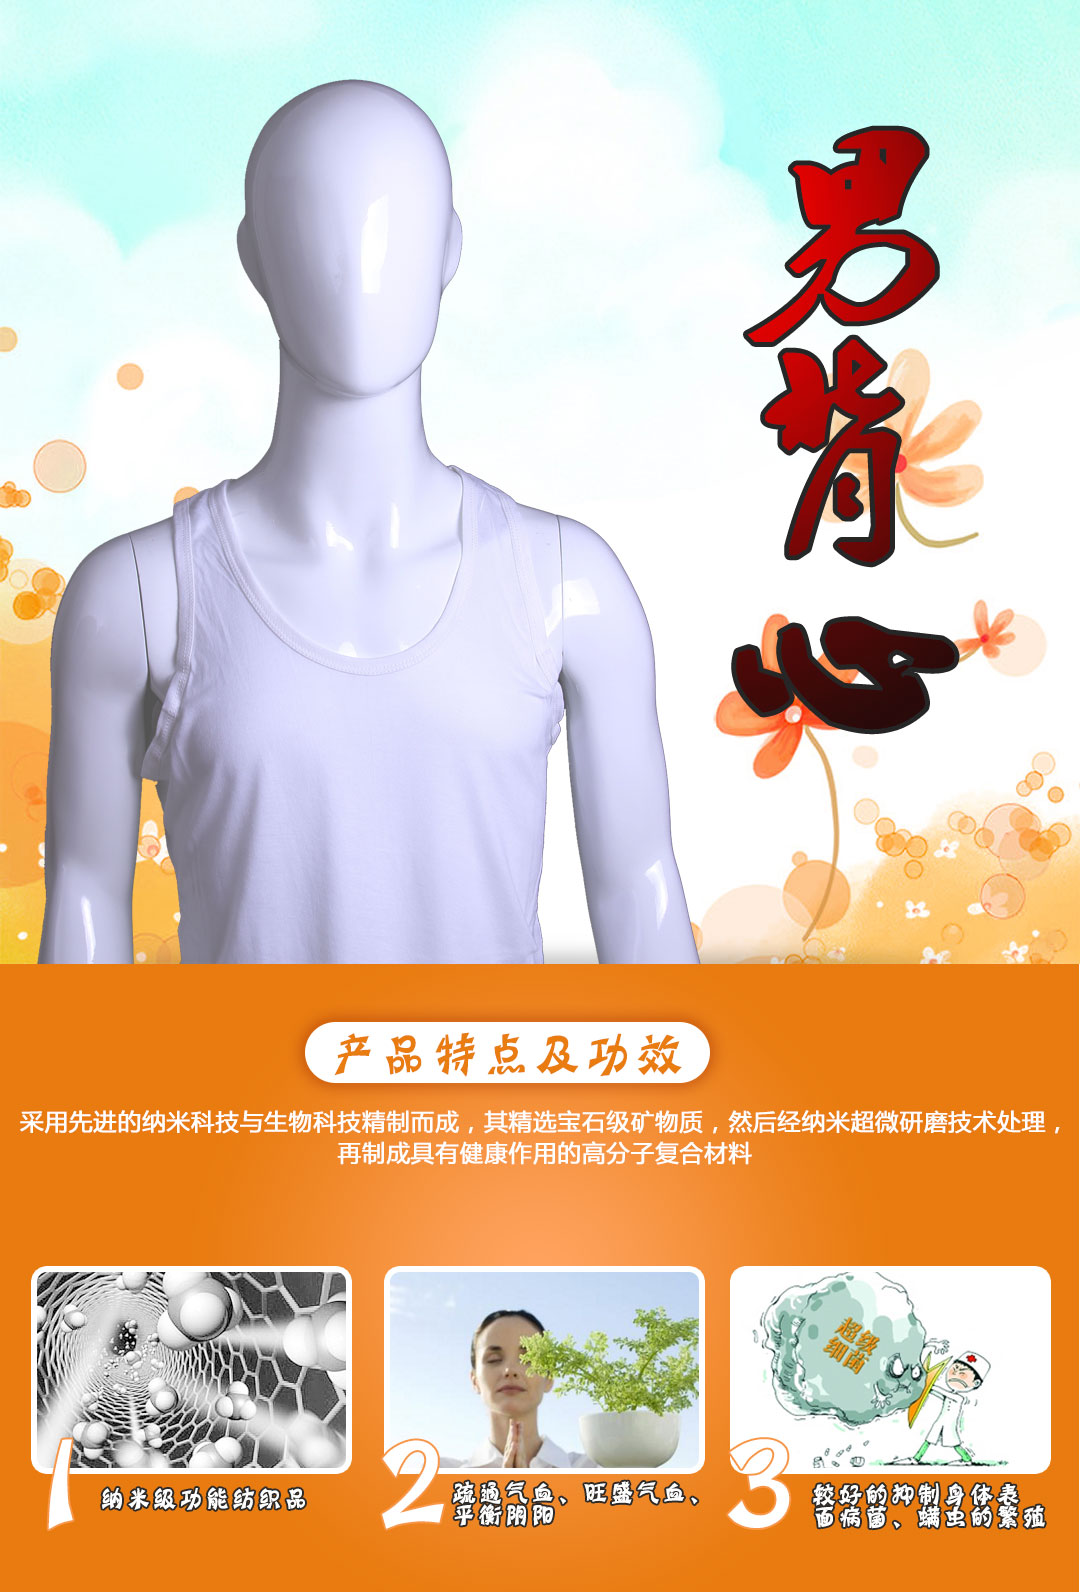 男背心
产品特点及功效
采用先进的纳米科技与生物科技精制而成，其精选宝石级矿物质，然后经纳米超微研磨技术处理，
再制成具有健康作用的高分子复合材料
超级
细菌
1 纳米级功能纺织品
2 疏通气血、旺盛气血、
平衡阴阳
3 较好的抑制身体表
面病菌、螨虫的繁殖